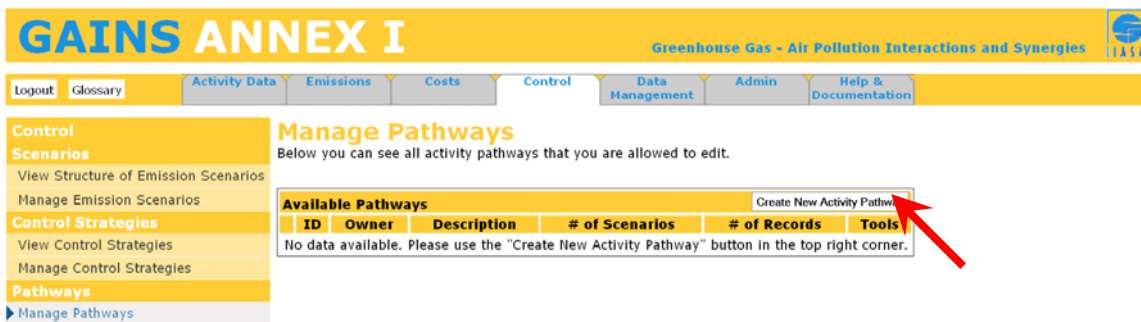 GAINS ANNEX I
Greenhouse Gas - Air Pollution Interactions and Synergies
IIASA
Logout Glossary Activity Data Emissions Costs Control Data Management Admin Help & Documentation
Control
Scenarios
View Structure of Emission Scenarios
Manage Emission Scenarios
Control Strategies
View Control Strategies
Manage Control Strategies
Pathways
Manage Pathways
Manage Pathways
Below you can see all activity pathways that you are allowed to edit.
Available Pathways Create New Activity Pathway
ID Owner Description # of Scenarios # of Records Tools
No data available. Please use the "Create New Activity Pathway" button in the top right corner.